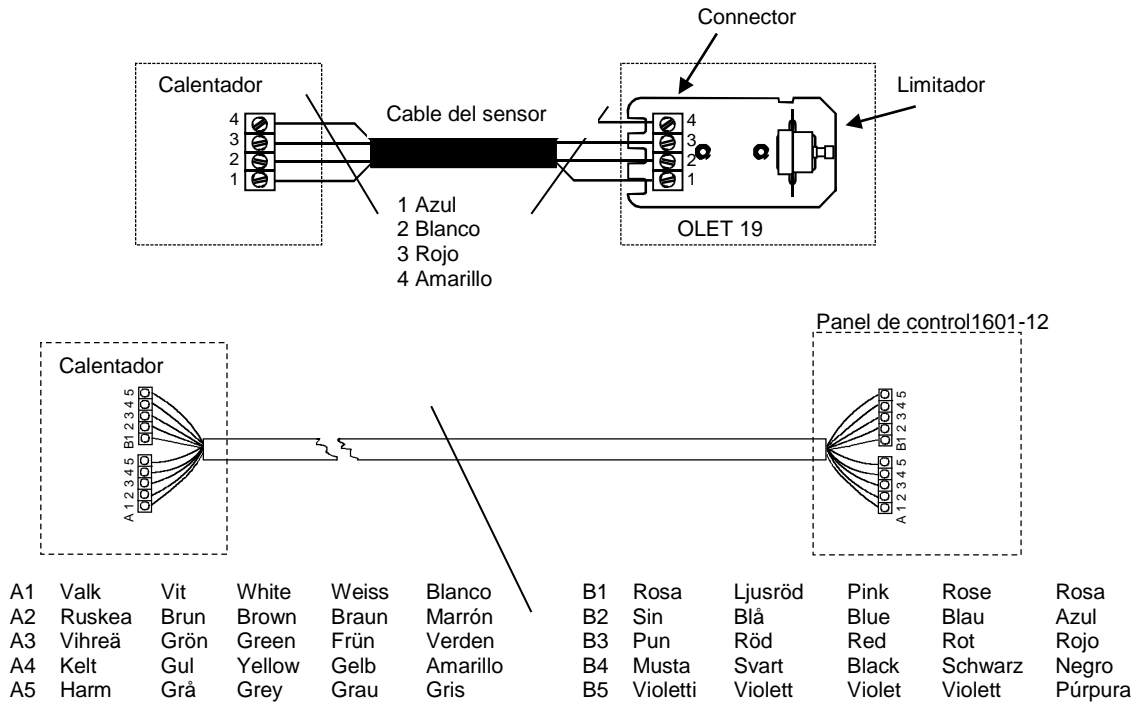 Connector
Calentador
Limitador
Cable del sensor
4
3
2
1
4
3
2
1
1 Azul
2 Blanco
3 Rojo
4 Amarillo
OLET 19
Panel de control1601-12
Calentador
B1 2 3 4 5
A 1 2 3 4 5
B1 2 3 4 5
A 1 2 3 4 5
A1 Valk Vit White Weiss Blanco B1 Rosa Ljusröd Pink Rose Rosa
A2 Ruskea Brun Brown Braun Marrón B2 Sin Blå Blue Blau Azul
A3 Vihreä Grön Green Frün Verden B3 Pun Röd Red Rot Rojo
A4 Kelt Gul Yellow Gelb Amarillo B4 Musta Svart Black Schwarz Negro
A5 Harm Grå Grey Grau Gris B5 Violetti Violett Violet Violett Púrpura